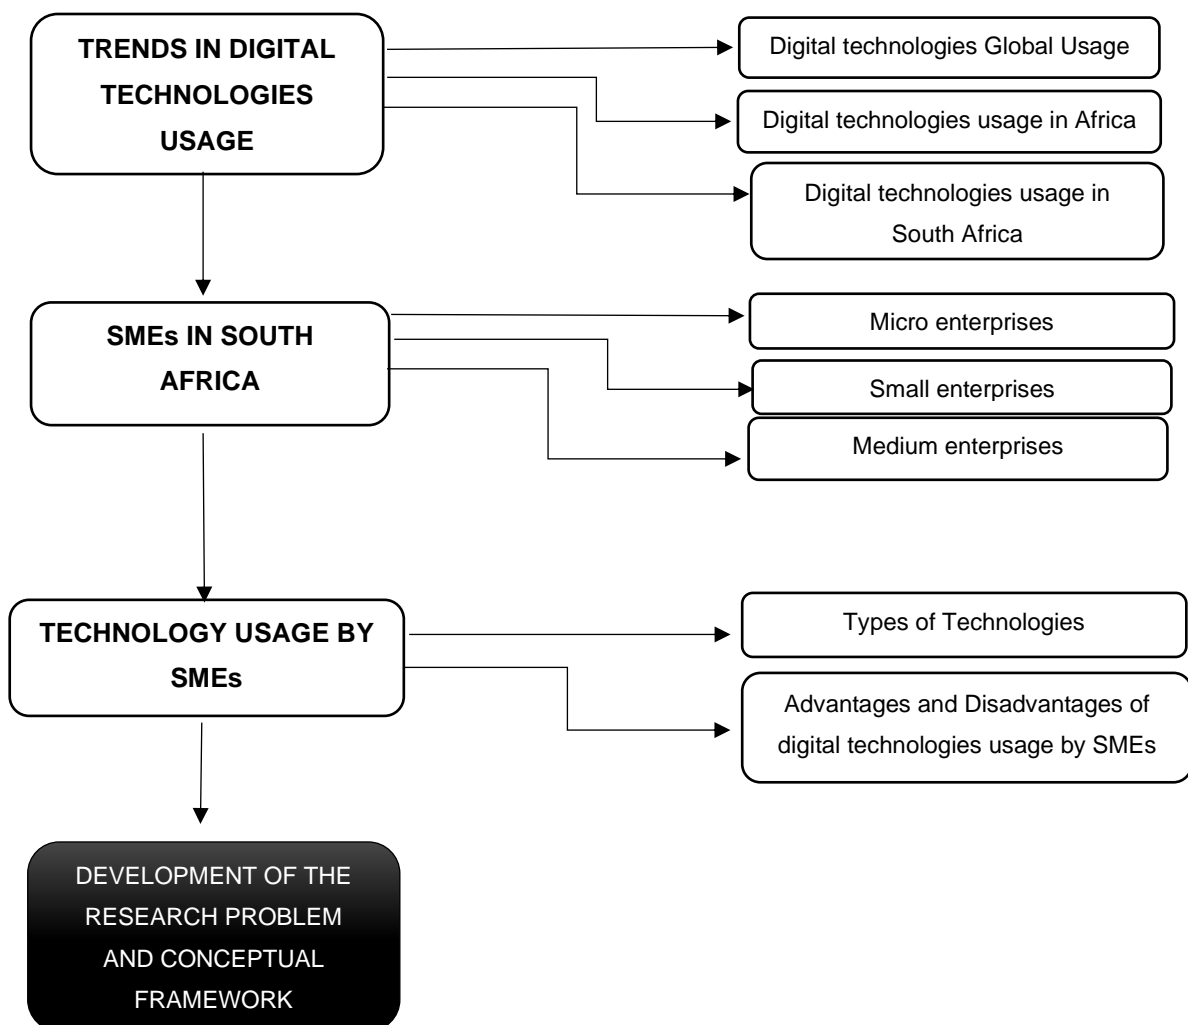 TRENDS IN DIGITAL
TECHNOLOGIES
USAGE
Digital technologies Global Usage
Digital technologies usage in Africa
Digital technologies usage in
South Africa
SMEs IN SOUTH
AFRICA
Micro enterprises
Small enterprises
Medium enterprises
TECHNOLOGY USAGE BY
SMEs
Types of Technologies
Advantages and Disadvantages of
digital technologies usage by SMEs
DEVELOPMENT OF THE
RESEARCH PROBLEM
AND CONCEPTUAL
FRAMEWORK